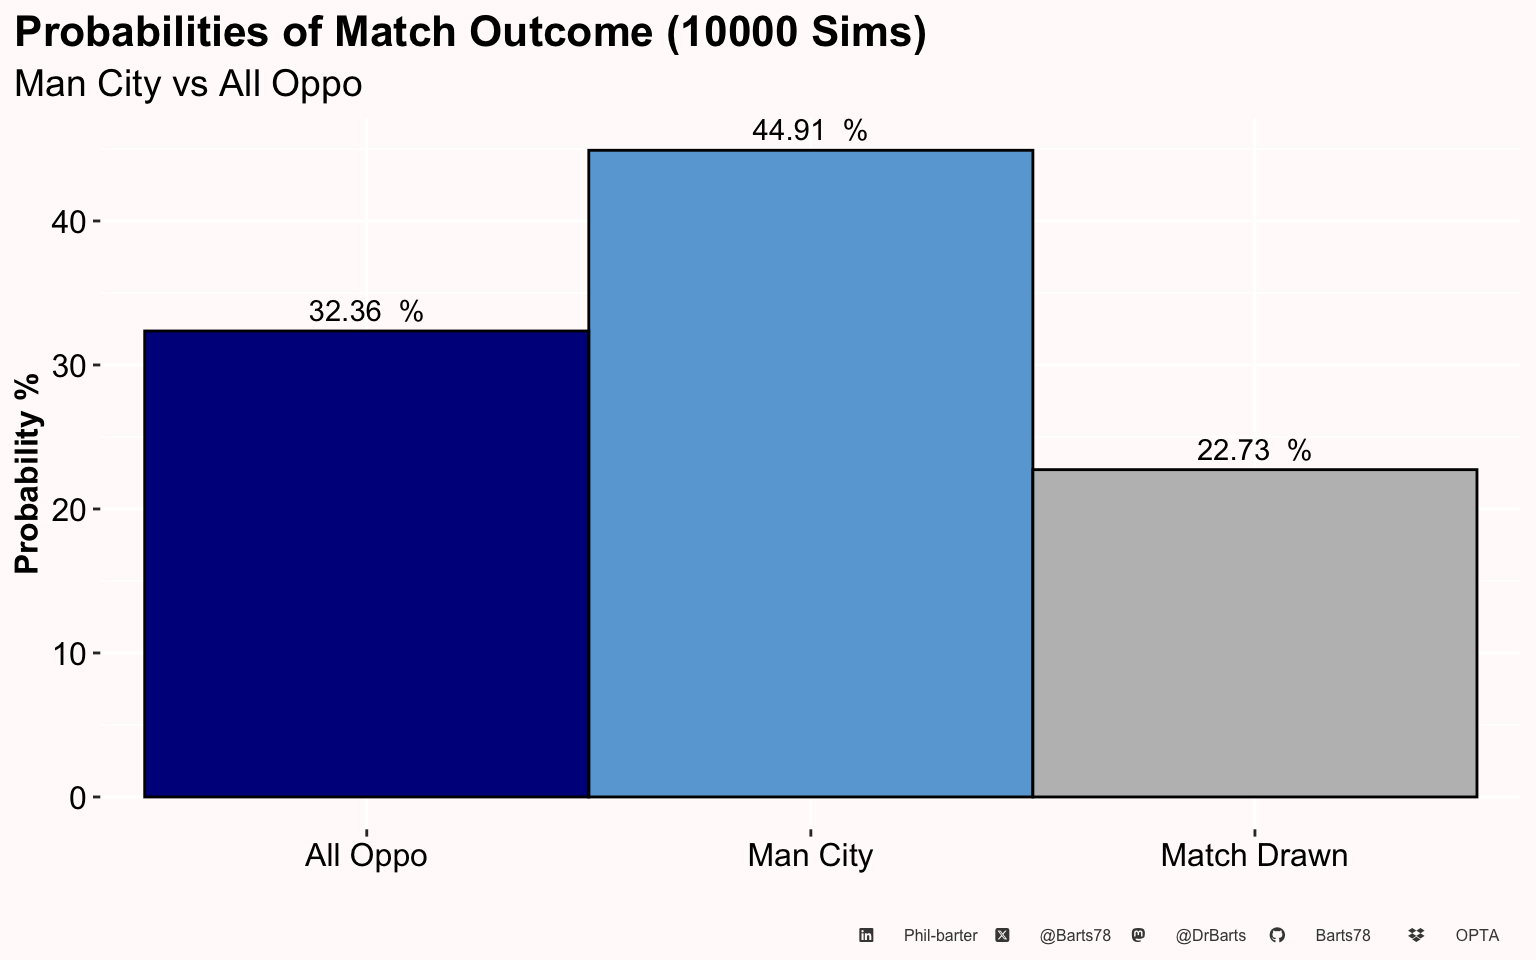 Probabilities of Match Outcome (10000 Sims)
Man City vs All Oppo
44.91 %
32.36 %
22.73 %
Probability %
40
30
20
10
0
All Oppo
Man City
Match Drawn
Phil-barter @Barts78 @DrBarts Barts78 OPTA